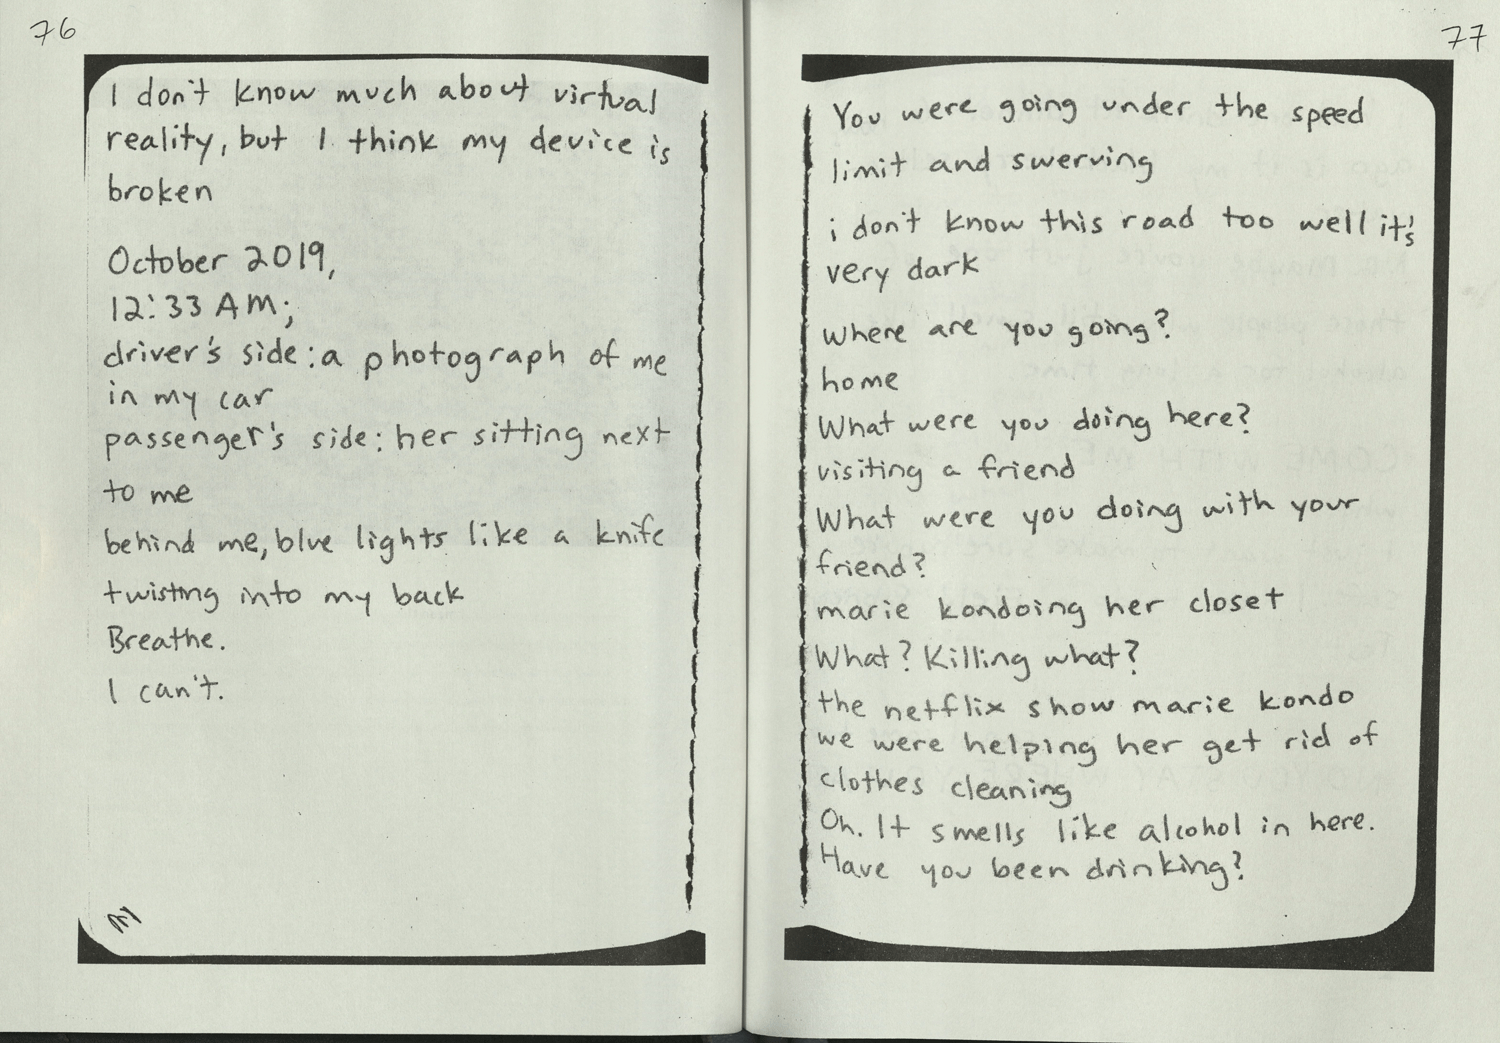 76
I don't know much about virtual
reality, but I think my device is
broken
October 2019,
12:33 AM;
driver's side: a photograph of me
in my car
passenger's side: her sitting next
to me
behind me, blue lights like a knife
twisting into my back
Breathe.
I can't.
77
You were going under the speed
limit and swerving
i don't know this road too well it's
very dark
Where are you going?
home
What were you doing here?
visiting a friend
What were you doing with your
friend?
marie kondoing her closet
What? Killing what?
the netflix show marie kondo
we were helping her get rid of
clothes cleaning
Oh. It smells like alcohol in here.
Have you been drinking?